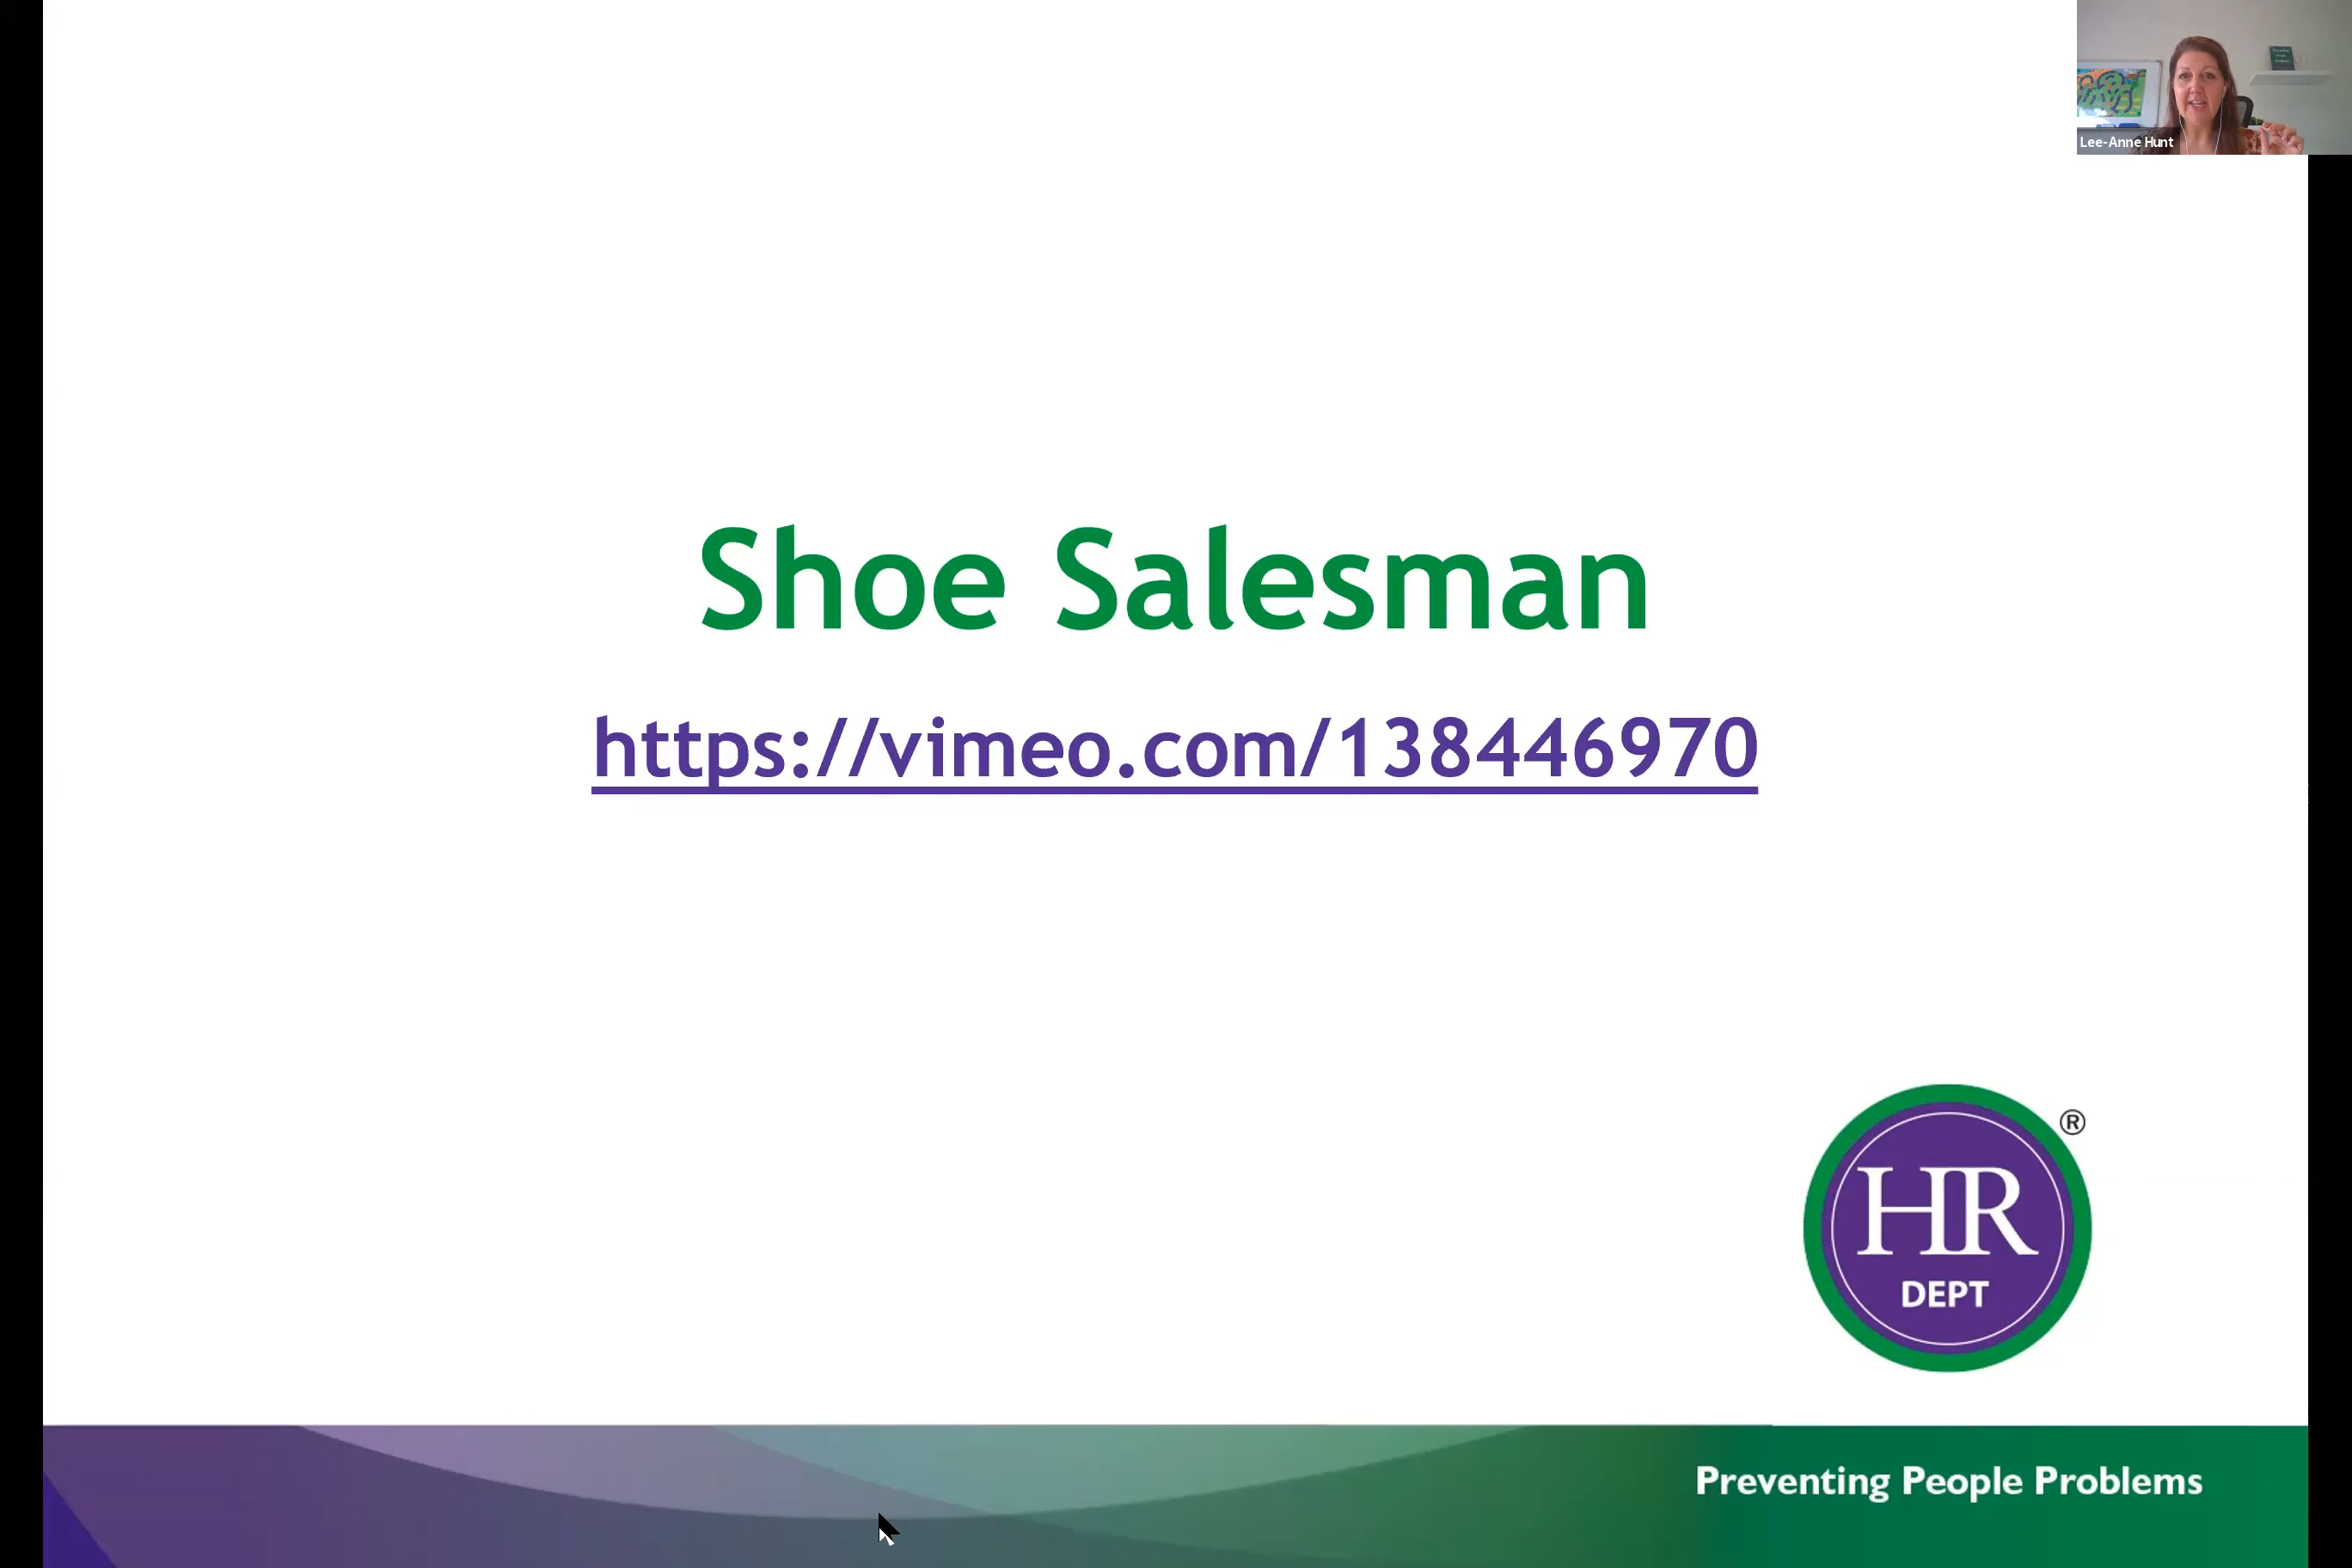 Lee-Anne Hunt
Shoe Salesman
https://vimeo.com/138446970
®
HR
DEPT
Preventing People Problems